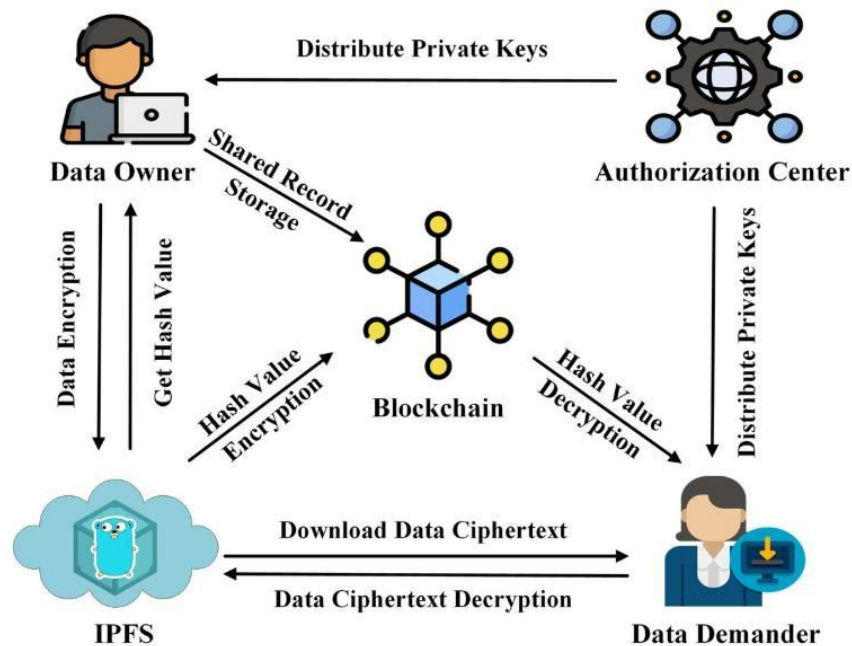 Distribute Private Keys
Data Owner
Authorization Center
Shared Record
Storage
Data Encryption
Get Hash Value
Distribute Private Keys
Hash Value
Encryption
Blockchain
Hash Value
Decryption
Download Data Ciphertext
Data Ciphertext Decryption
IPFS
Data Demander